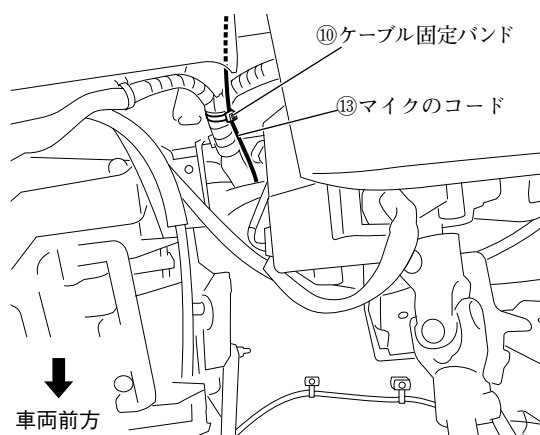 ⑩ケーブル固定バンド
⑬マイクのコード
車両前方